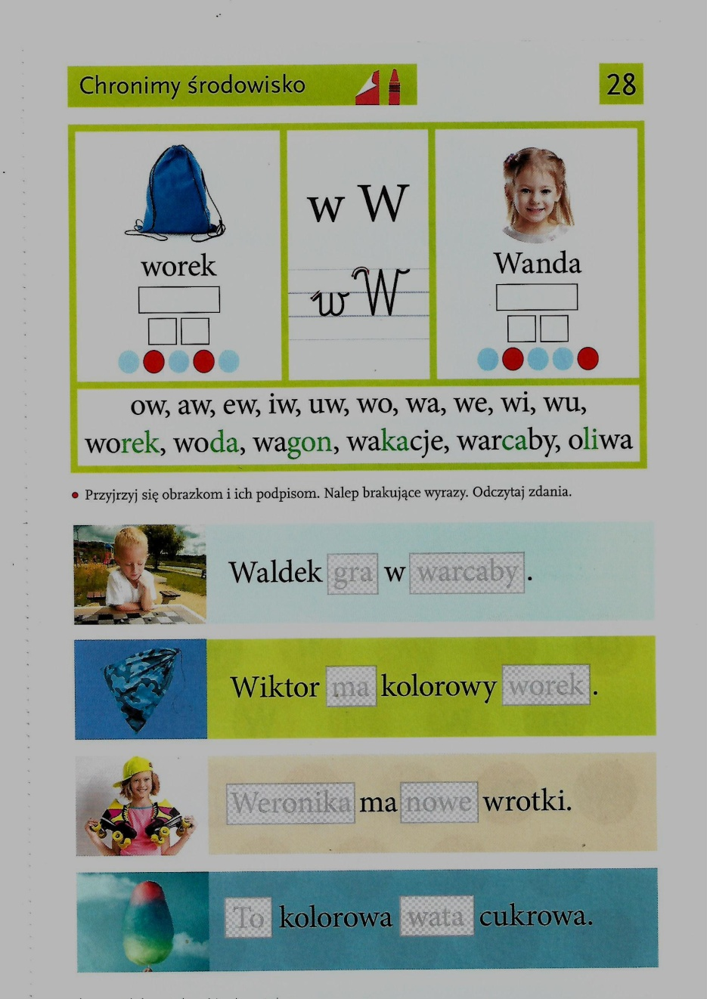 Chronimy środowisko
28
worek
w W
w W
Wanda
ow, aw, ew, iw, uw, wo, wa, we, wi, wu,
worek, woda, wagon, wakacje, warcaby, oliwa
• Przyjrzyj się obrazkom i ich podpisom. Nalep brakujące wyrazy. Odczytaj zdania.
Waldek gra w warcaby.
Wiktor ma kolorowy worek.
Weronika ma nowe wrotki.
To kolorowa wata cukrowa.